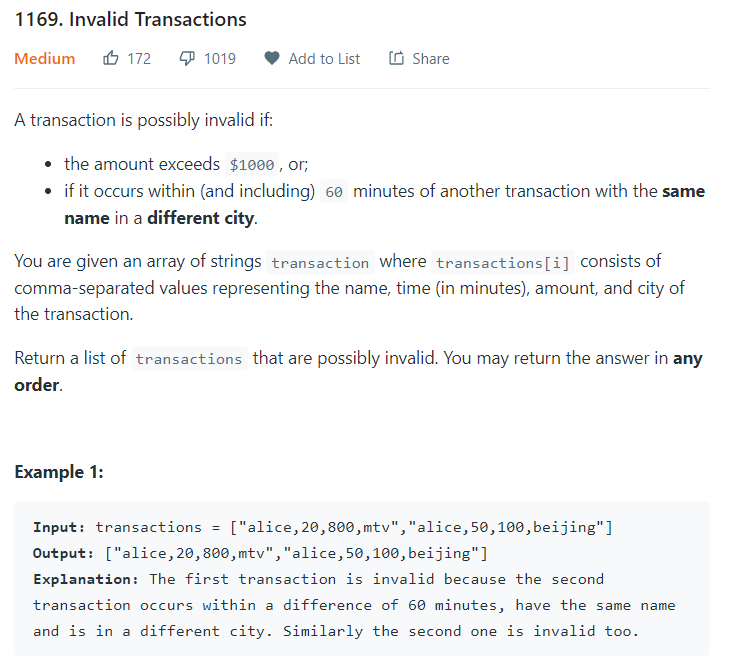 1169. Invalid Transactions
Medium 172 1019 Add to List Share
A transaction is possibly invalid if:
• the amount exceeds $1000 , or;
• if it occurs within (and including) 60 minutes of another transaction with the same
name in a different city.
You are given an array of strings transaction where transactions[i] consists of
comma-separated values representing the name, time (in minutes), amount, and city of
the transaction.
Return a list of transactions that are possibly invalid. You may return the answer in any
order.
Example 1:
Input: transactions = ["alice,20,800,mtv","alice,50,100,beijing"]
Output: ["alice,20,800,mtv","alice,50,100,beijing"]
Explanation: The first transaction is invalid because the second
transaction occurs within a difference of 60 minutes, have the same name
and is in a different city. Similarly the second one is invalid too.